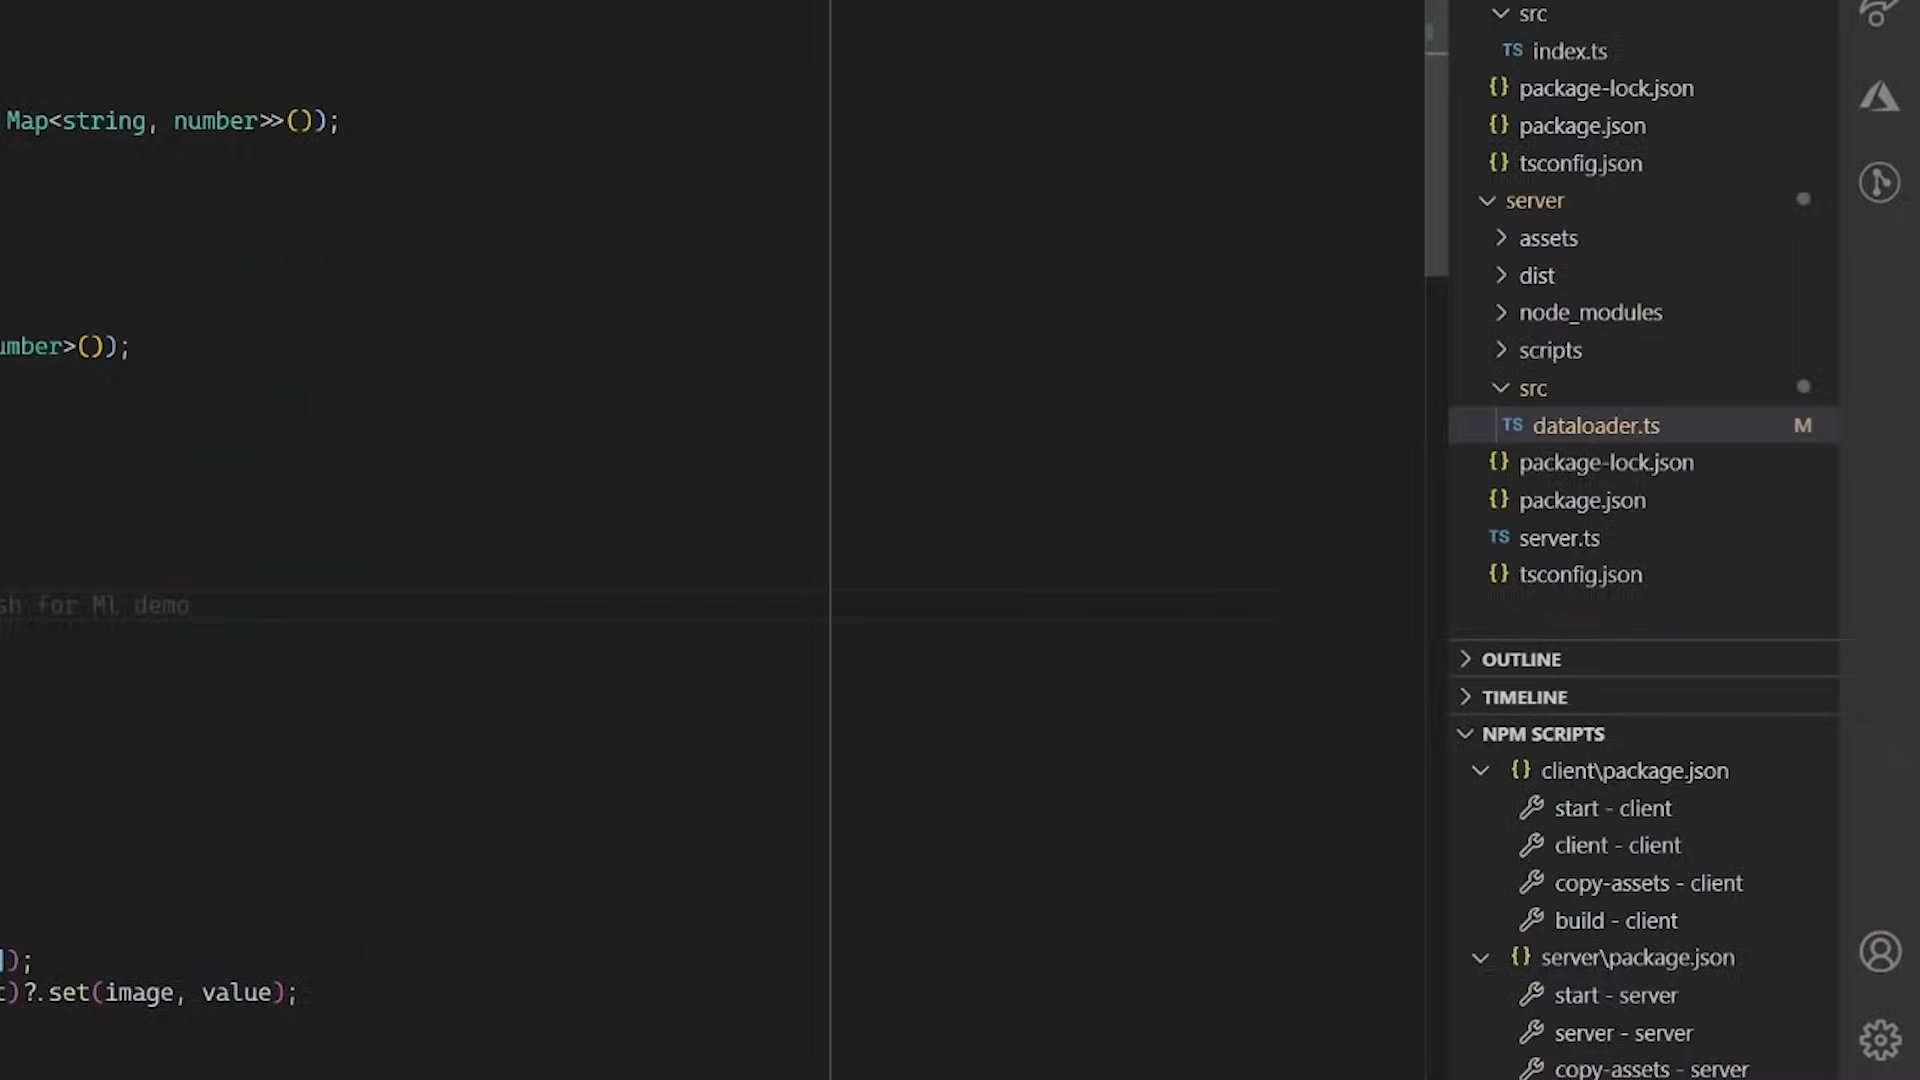 Map<string, number>>());
umber>());
sh for Ml demo
);
)?.set(image, value);
src
TS index.ts
{} package-lock.json
{} package.json
{} tsconfig.json
server
assets
dist
node_modules
scripts
src
TS dataloader.ts M
{} package-lock.json
{} package.json
TS server.ts
{} tsconfig.json
OUTLINE
TIMELINE
NPM SCRIPTS
{} client\package.json
start - client
client - client
copy-assets - client
build - client
{} server\package.json
start - server
server - server
copy-assets - server